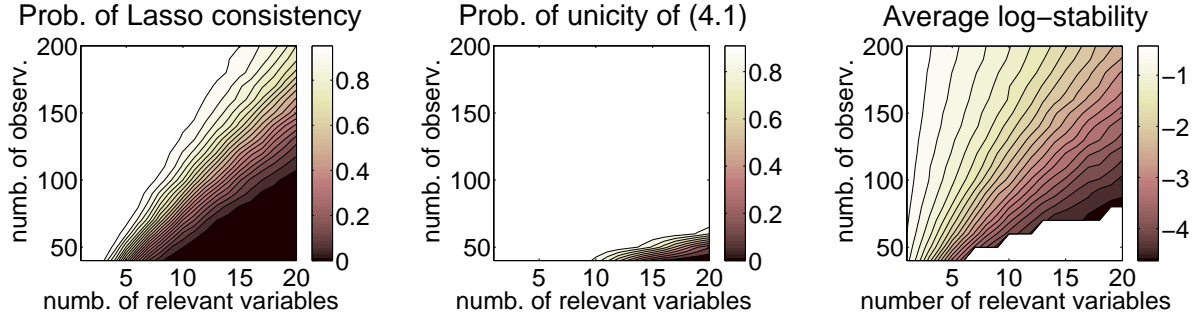 Prob. of Lasso consistency
numb. of observ.
200
150
100
50
5 10 15 20
numb. of relevant variables
0.8
0.6
0.4
0.2
0
Prob. of unicity of (4.1)
numb. of observ.
200
150
100
50
5 10 15 20
numb. of relevant variables
0.8
0.6
0.4
0.2
0
Average log−stability
numb. of observ.
200
150
100
50
5 10 15 20
number of relevant variables
−1
−2
−3
−4